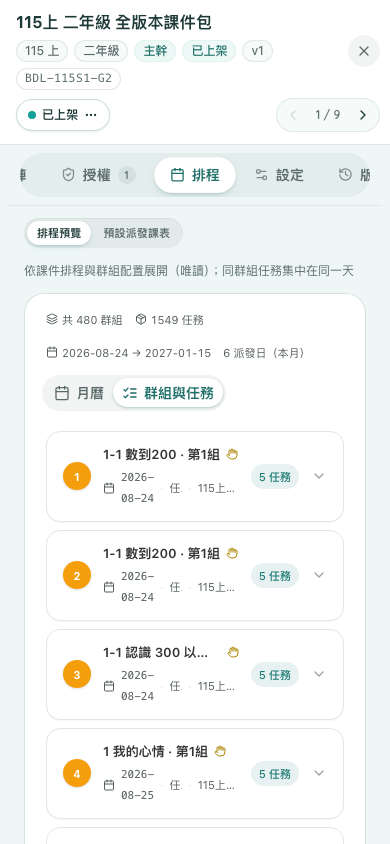 115上 二年級 全版本課件包
115 上 二年級 主幹 已上架 v1
BDL-115S1-G2
已上架 ··· 1 / 9
授權 1 排程 設定
排程預覽 預設派發課表
依課件排程與群組配置展開（唯讀）；同群組任務集中在同一天
共 480 群組 1549 任務
2026-08-24 → 2027-01-15 6 派發日（本月）
月曆 群組與任務
1-1 數到200 · 第1組
1 2026-08-24 · 任. · 115上... 5 任務
1-1 數到200 · 第1組
2 2026-08-24 · 任. · 115上... 5 任務
1-1 認識 300 以...
3 2026-08-24 · 任. · 115上... 5 任務
1 我的心情 · 第1組
4 2026-08-25 · 任. · 115上... 5 任務